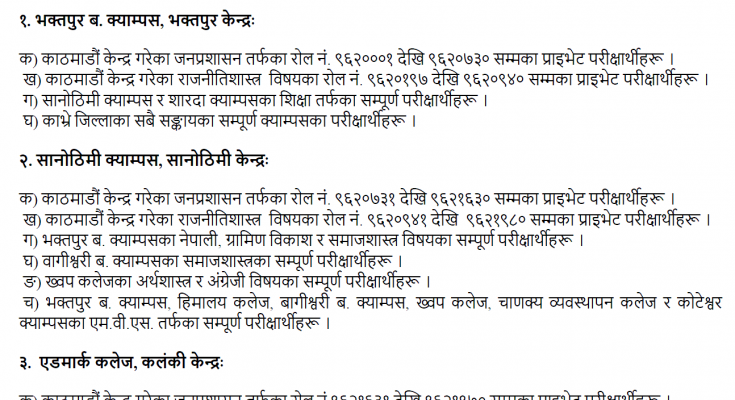 १. भक्तपुर ब. क्याम्पस, भक्तपुर केन्द्रः
क) काठमाडौं केन्द्र गरेका जनप्रशासन तर्फका रोल नं. ९६२०००१ देखि ९६२०७३० सम्मका प्राइभेट परीक्षार्थीहरू ।
ख) काठमाडौं केन्द्र गरेका राजनीतिशास्त्र विषयका रोल नं. ९६२०१९७ देखि ९६२०९४० सम्मका प्राइभेट परीक्षार्थीहरू ।
ग) सानोठिमी क्याम्पस र शारदा क्याम्पसका शिक्षा तर्फका सम्पूर्ण परीक्षार्थीहरू ।
घ) काभ्रे जिल्लाका सबै सङ्कायका सम्पूर्ण क्याम्पसका परीक्षार्थीहरू ।
२. सानोठिमी क्याम्पस, सानोठिमी केन्द्रः
क) काठमाडौं केन्द्र गरेका जनप्रशासन तर्फका रोल नं. ९६२०७३१ देखि ९६२१६३० सम्मका प्राइभेट परीक्षार्थीहरू ।
ख) काठमाडौं केन्द्र गरेका राजनीतिशास्त्र विषयका रोल नं. ९६२०९४१ देखि ९६२१९८० सम्मका प्राइभेट परीक्षार्थीहरू ।
ग) भक्तपुर ब. क्याम्पसका नेपाली, ग्रामिण विकाश र समाजशास्त्र विषयका सम्पूर्ण परीक्षार्थीहरू ।
घ) वागीश्वरी ब. क्याम्पसका समाजशास्त्रका सम्पूर्ण परीक्षार्थीहरू ।
ङ) ख्वप कलेजका अर्थशास्त्र र अंग्रेजी विषयका सम्पूर्ण परीक्षार्थीहरू ।
च) भक्तपुर ब. क्याम्पस, हिमालय कलेज, बागीश्वरी ब. क्याम्पस, ख्वप कलेज, चाणक्य व्यवस्थापन कलेज र कोटेश्वर
क्याम्पसका एम.वी.एस. तर्फका सम्पूर्ण परीक्षार्थीहरू ।
३. एडमार्क कलेज, कलंकी केन्द्रः